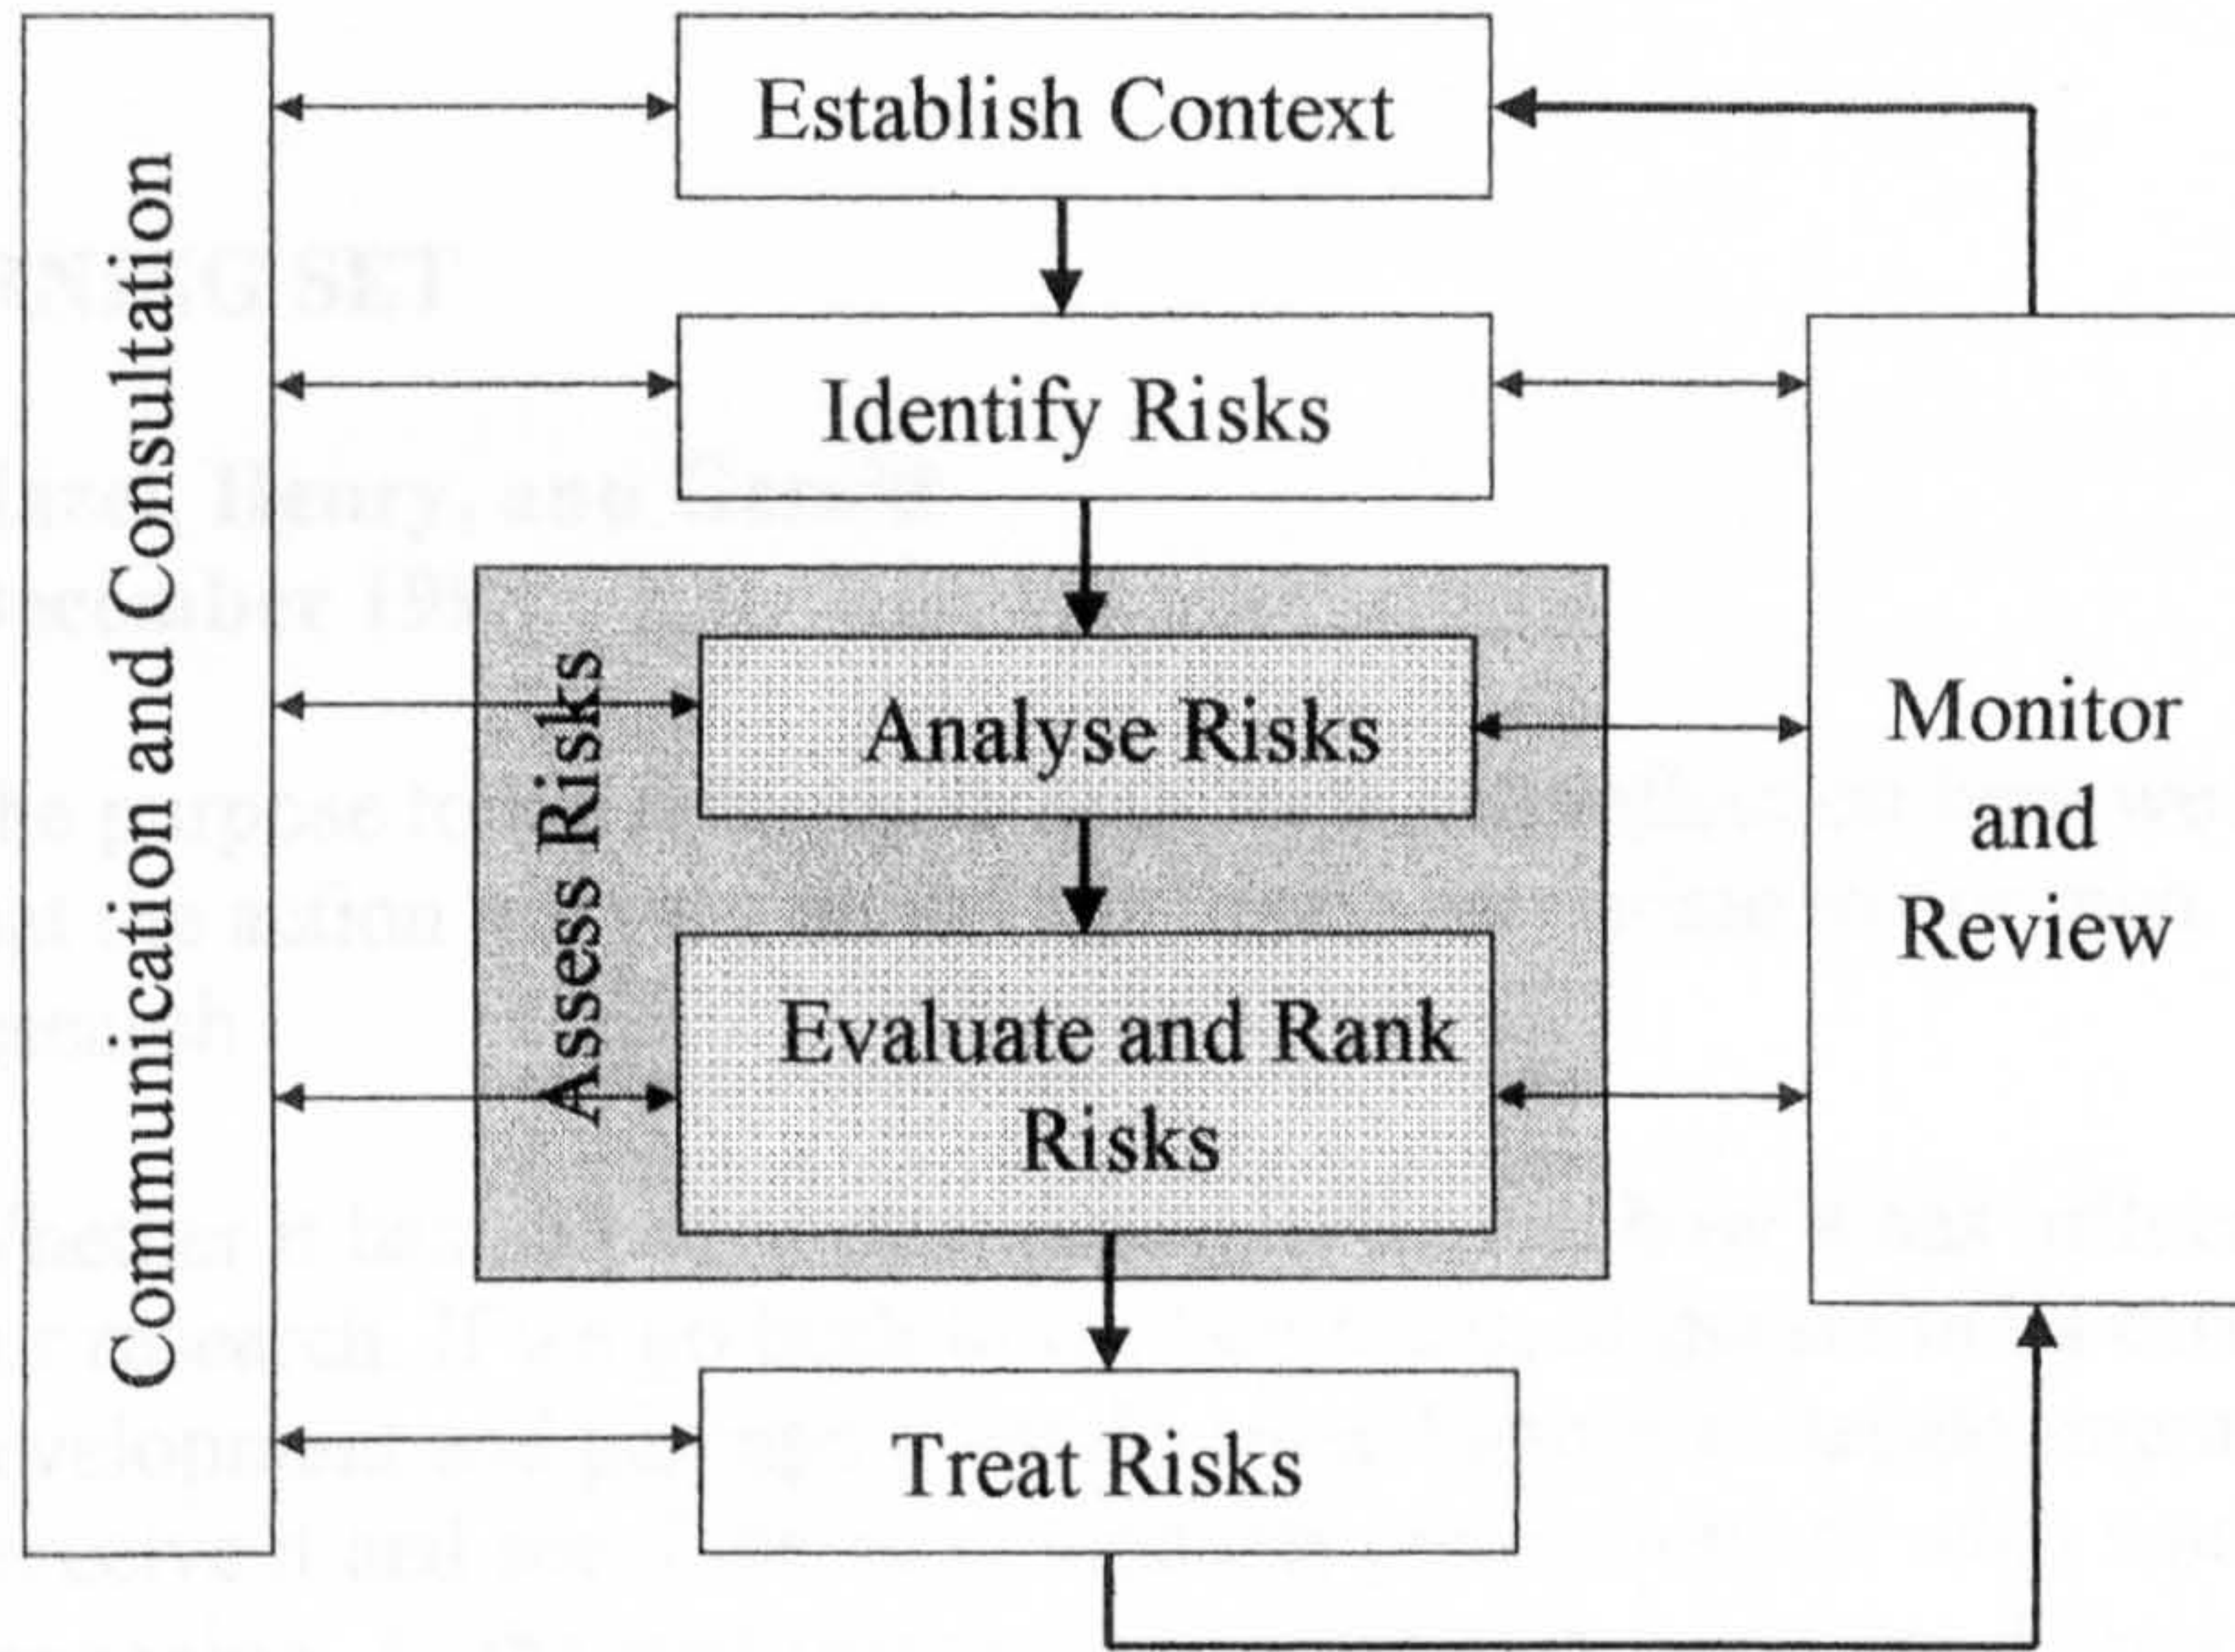 Communication and Consultation
Establish Context
Identify Risks
Assess Risks
Analyse Risks
Evaluate and Rank
Risks
Treat Risks
Monitor
and
Review